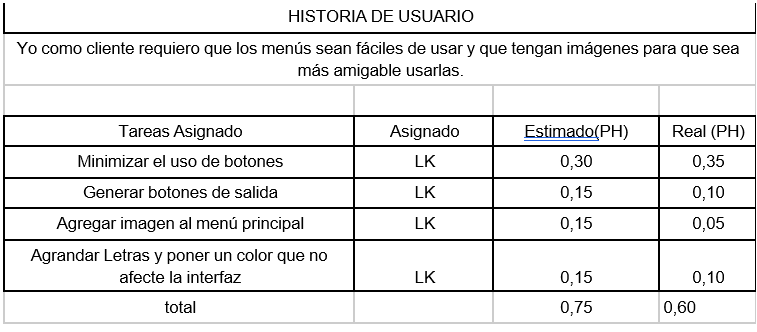 HISTORIA DE USUARIO
Yo como cliente requiero que los menús sean fáciles de usar y que tengan imágenes para que sea
más amigable usarlas.
Tareas Asignado Asignado Estimado(PH) Real (PH)
Minimizar el uso de botones LK 0,30 0,35
Generar botones de salida LK 0,15 0,10
Agregar imagen al menú principal LK 0,15 0,05
Agrandar Letras y poner un color que no
afecte la interfaz LK 0,15 0,10
total 0,75 0,60